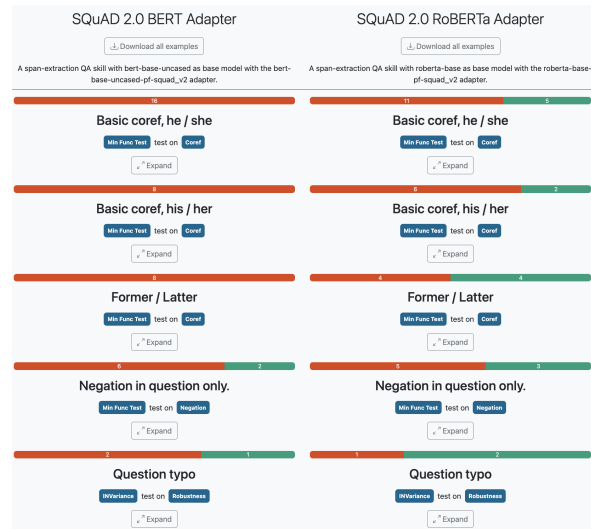 SQuAD 2.0 BERT Adapter
Download all examples
A span-extraction QA skill with bert-base-uncased as base model with the bert-
base-uncased-pf-squad_v2 adapter.
16
Basic coref, he / she
Min Func Test test on Coref
Expand
8
Basic coref, his / her
Min Func Test test on Coref
Expand
8
Former / Latter
Min Func Test test on Coref
Expand
6 2
Negation in question only.
Min Func Test test on Negation
Expand
2 1
Question typo
INVariance test on Robustness
Expand
SQuAD 2.0 RoBERTa Adapter
Download all examples
A span-extraction QA skill with roberta-base as base model with the roberta-base-
pf-squad_v2 adapter.
11 5
Basic coref, he / she
Min Func Test test on Coref
Expand
6 2
Basic coref, his / her
Min Func Test test on Coref
Expand
4 4
Former / Latter
Min Func Test test on Coref
Expand
5 3
Negation in question only.
Min Func Test test on Negation
Expand
1 2
Question typo
INVariance test on Robustness
Expand